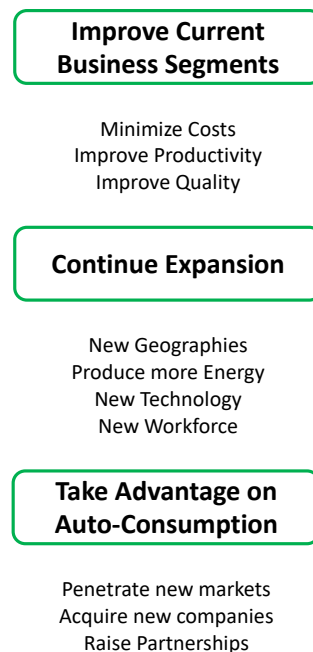 Improve Current
Business Segments
Minimize Costs
Improve Productivity
Improve Quality
Continue Expansion
New Geographies
Produce more Energy
New Technology
New Workforce
Take Advantage on
Auto-Consumption
Penetrate new markets
Acquire new companies
Raise Partnerships